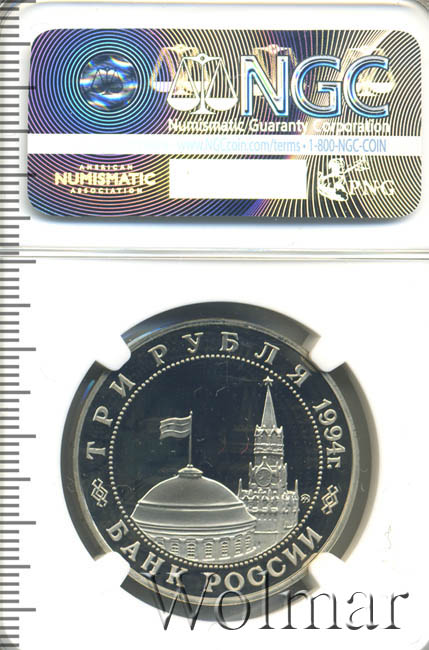 NGC
Numismatic Guaranty Corporation
www.NGCcoin.com/terms • 1-800-NGC-COIN
AMERICAN
NUMISMATIC
ASSOCIATION
P·N·G
ТРИ РУБЛЯ 1994г.
БАНК РОССИИ
Wolmar